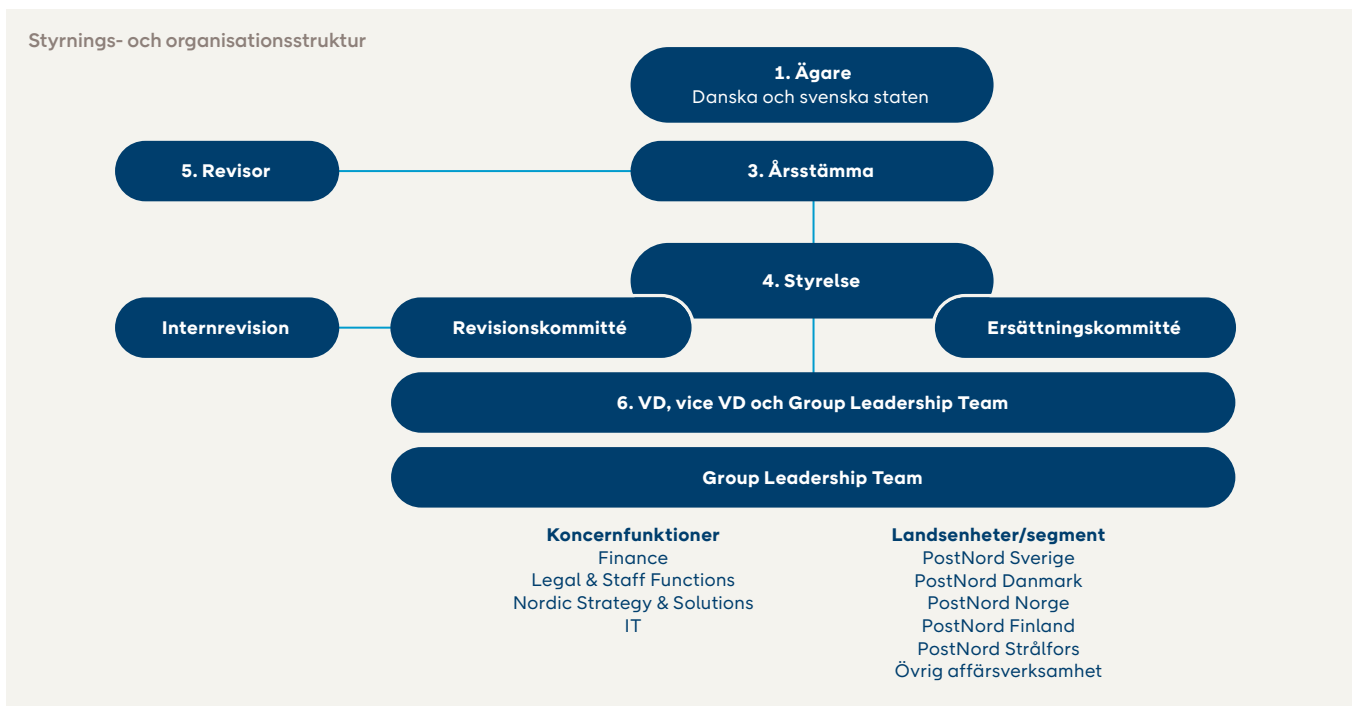 Styrnings- och organisationsstruktur
1. Ägare
Danska och svenska staten
5. Revisor
3. Årsstämma
4. Styrelse
Internrevision
Revisionskommitté
Ersättningskommitté
6. VD, vice VD och Group Leadership Team
Group Leadership Team
Koncernfunktioner
Finance
Legal & Staff Functions
Nordic Strategy & Solutions
IT
Landsenheter/segment
PostNord Sverige
PostNord Danmark
PostNord Norge
PostNord Finland
PostNord Strålfors
Övrig affärsverksamhet